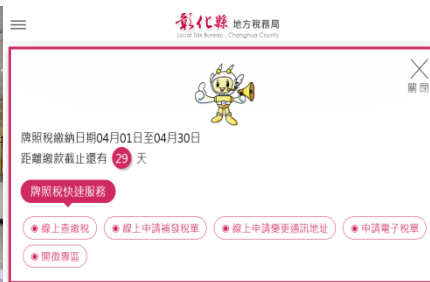 彰化縣 地方稅務局
Local Tax Bureau , Changhua County
關閉
牌照稅繳納日期04月01日至04月30日
距離繳款截止還有 29 天
牌照稅快速服務
線上查繳稅
線上申請補發稅單
線上申請變更通訊地址
申請電子稅單
開徵專區